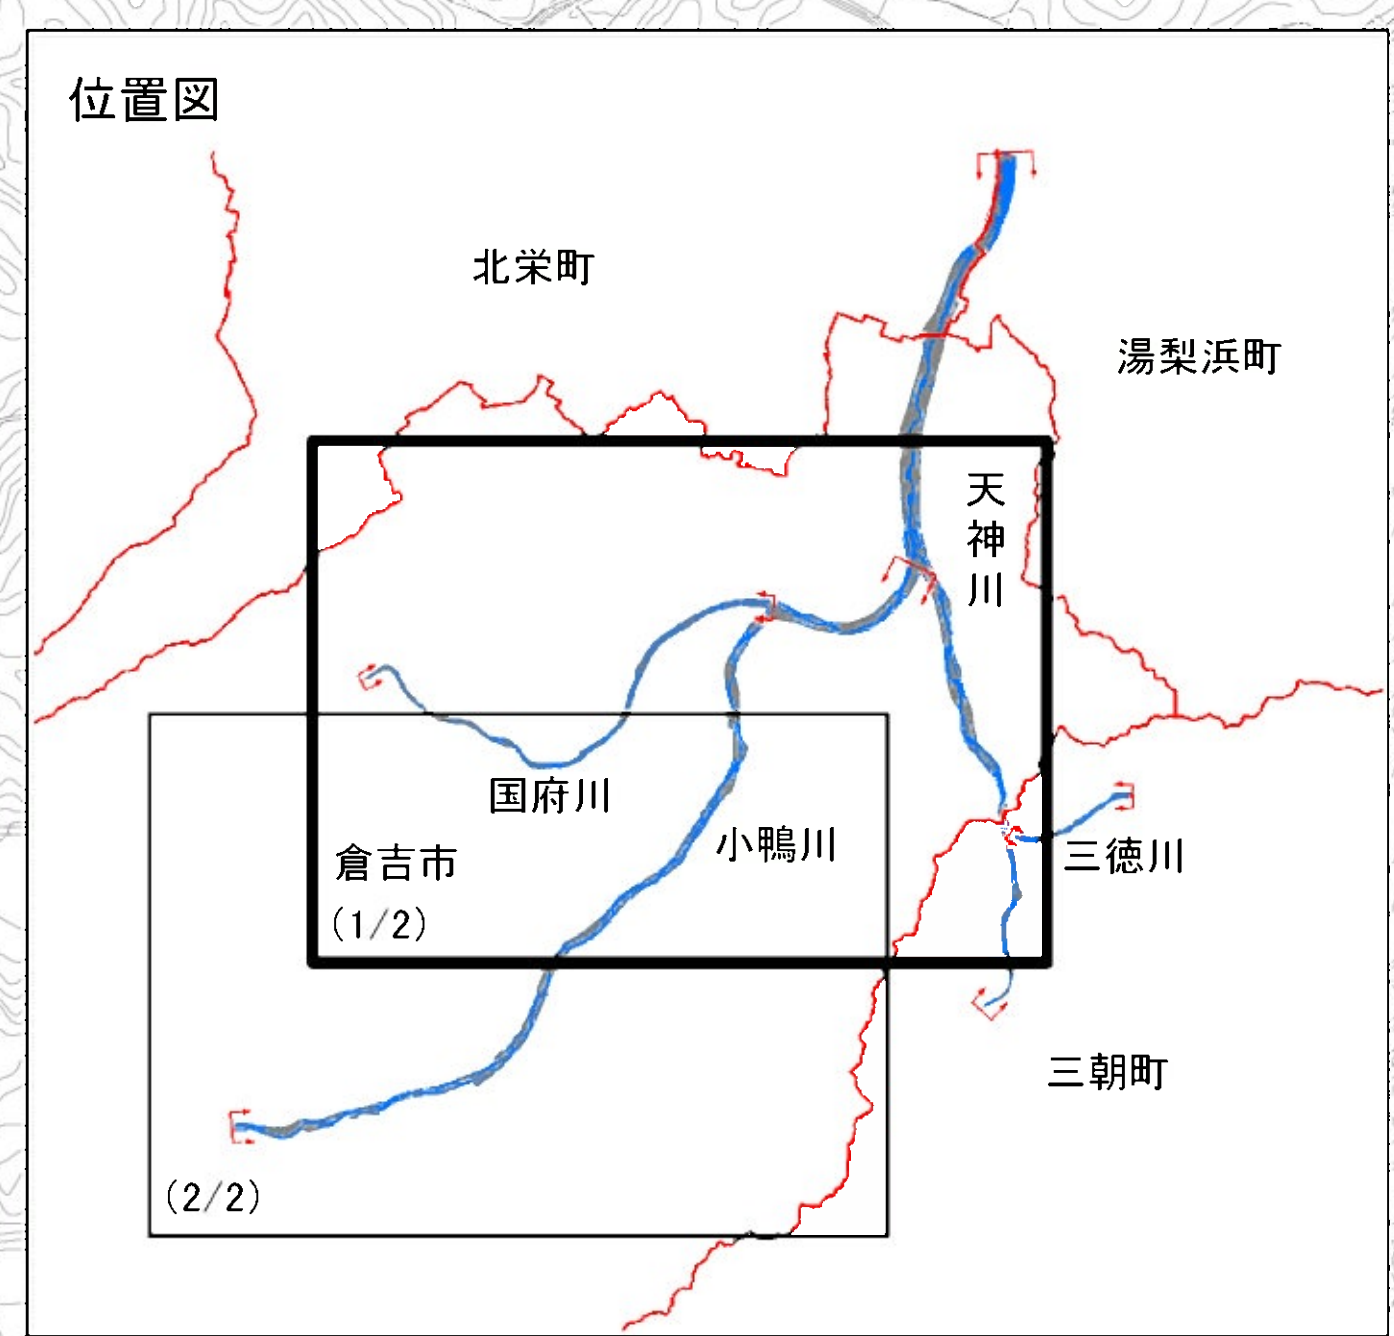 位置図
北栄町
湯梨浜町
天神川
国府川
小鴨川
倉吉市
三徳川
(1/2)
三朝町
(2/2)